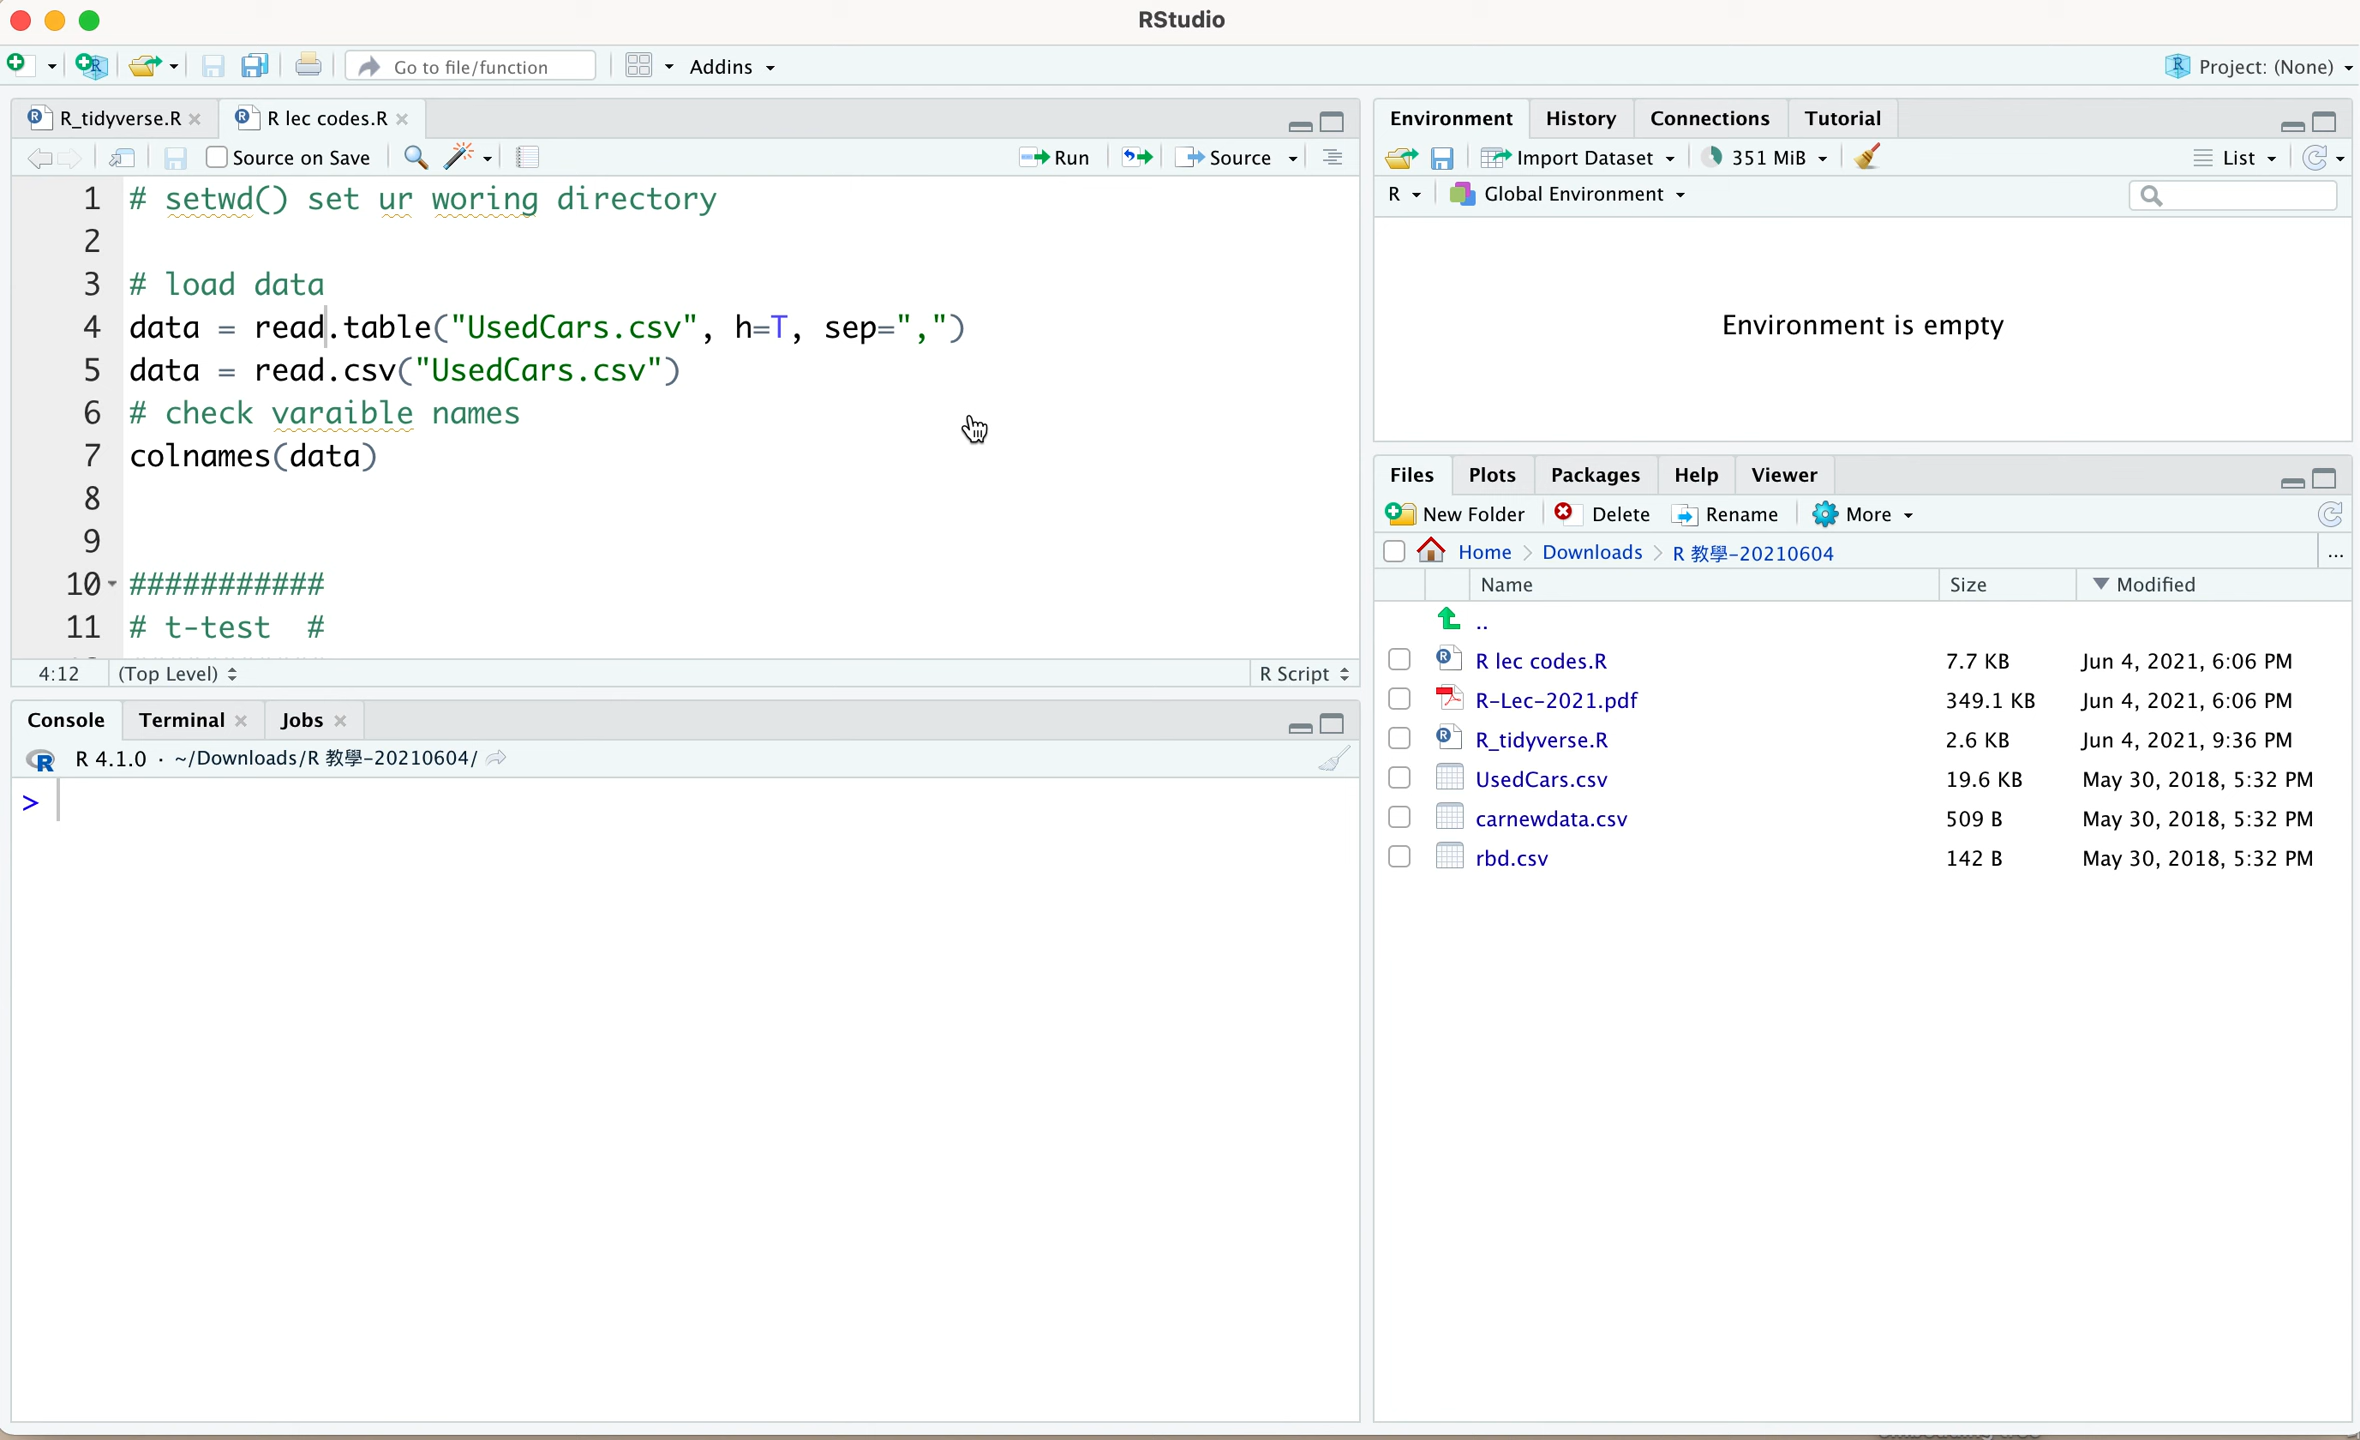 RStudio
Go to file/function
Addins
Project: (None)
R_tidyverse.R
R lec codes.R
Source on Save
Run
Source
1 # setwd() set ur woring directory
2
3 # load data
4 data = read.table("UsedCars.csv", h=T, sep=",")
5 data = read.csv("UsedCars.csv")
6 # check varaible names
7 colnames(data)
8
9
10 ###########
11 # t-test  #
4:12
(Top Level)
R Script
Console
Terminal
Jobs
R 4.1.0 · ~/Downloads/R 教學-20210604/
>
Environment
History
Connections
Tutorial
Import Dataset
351 MiB
List
R
Global Environment
Environment is empty
Files
Plots
Packages
Help
Viewer
New Folder
Delete
Rename
More
Home
Downloads
R 教學-20210604
...
Name Size Modified
..
R lec codes.R 7.7 KB Jun 4, 2021, 6:06 PM
R-Lec-2021.pdf 349.1 KB Jun 4, 2021, 6:06 PM
R_tidyverse.R 2.6 KB Jun 4, 2021, 9:36 PM
UsedCars.csv 19.6 KB May 30, 2018, 5:32 PM
carnewdata.csv 509 B May 30, 2018, 5:32 PM
rbd.csv 142 B May 30, 2018, 5:32 PM